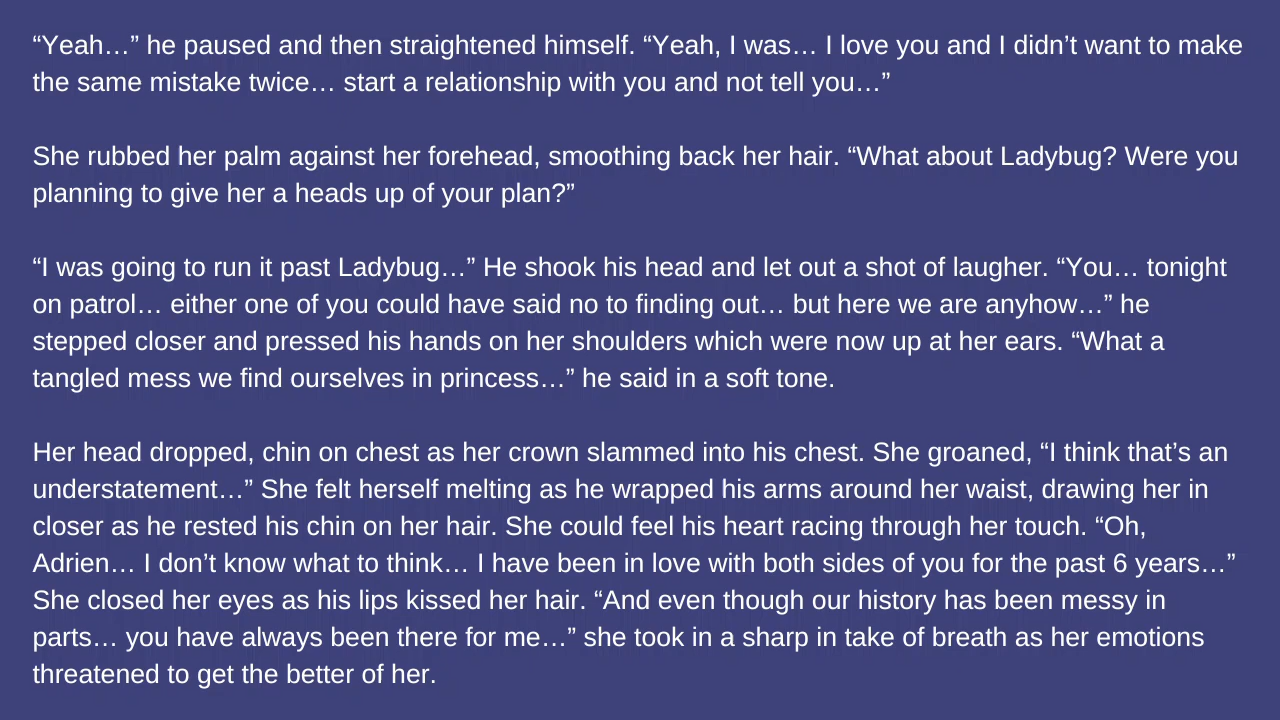 “Yeah…” he paused and then straightened himself. “Yeah, I was… I love you and I didn’t want to make
the same mistake twice… start a relationship with you and not tell you…”
She rubbed her palm against her forehead, smoothing back her hair. “What about Ladybug? Were you
planning to give her a heads up of your plan?”
“I was going to run it past Ladybug…” He shook his head and let out a shot of laugher. “You… tonight
on patrol… either one of you could have said no to finding out… but here we are anyhow…” he
stepped closer and pressed his hands on her shoulders which were now up at her ears. “What a
tangled mess we find ourselves in princess…” he said in a soft tone.
Her head dropped, chin on chest as her crown slammed into his chest. She groaned, “I think that’s an
understatement…” She felt herself melting as he wrapped his arms around her waist, drawing her in
closer as he rested his chin on her hair. She could feel his heart racing through her touch. “Oh,
Adrien… I don’t know what to think… I have been in love with both sides of you for the past 6 years…”
She closed her eyes as his lips kissed her hair. “And even though our history has been messy in
parts… you have always been there for me…” she took in a sharp in take of breath as her emotions
threatened to get the better of her.